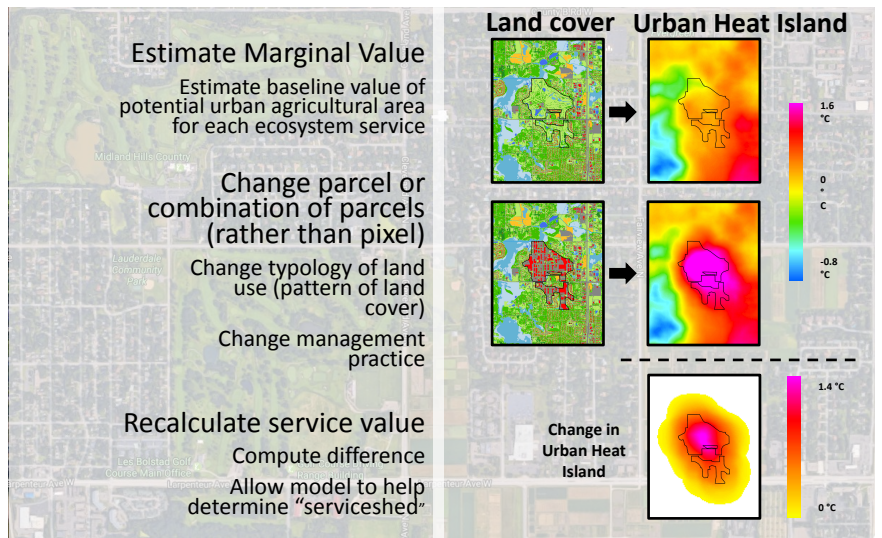 Estimate Marginal Value
Estimate baseline value of
potential urban agricultural area
for each ecosystem service
Change parcel or
combination of parcels
(rather than pixel)
Change typology of land
use (pattern of land
cover)
Change management
practice
Recalculate service value
Compute difference
Allow model to help
determine “serviceshed”
Land cover
Urban Heat Island
1.6
°C
0
°
C
-0.8
°C
Change in
Urban Heat
Island
1.4 °C
0 °C
Midland Hills Country
Lauderdale
Community
Park
Les Bolstad Golf
Course Main Office
Larpenteur Ave W